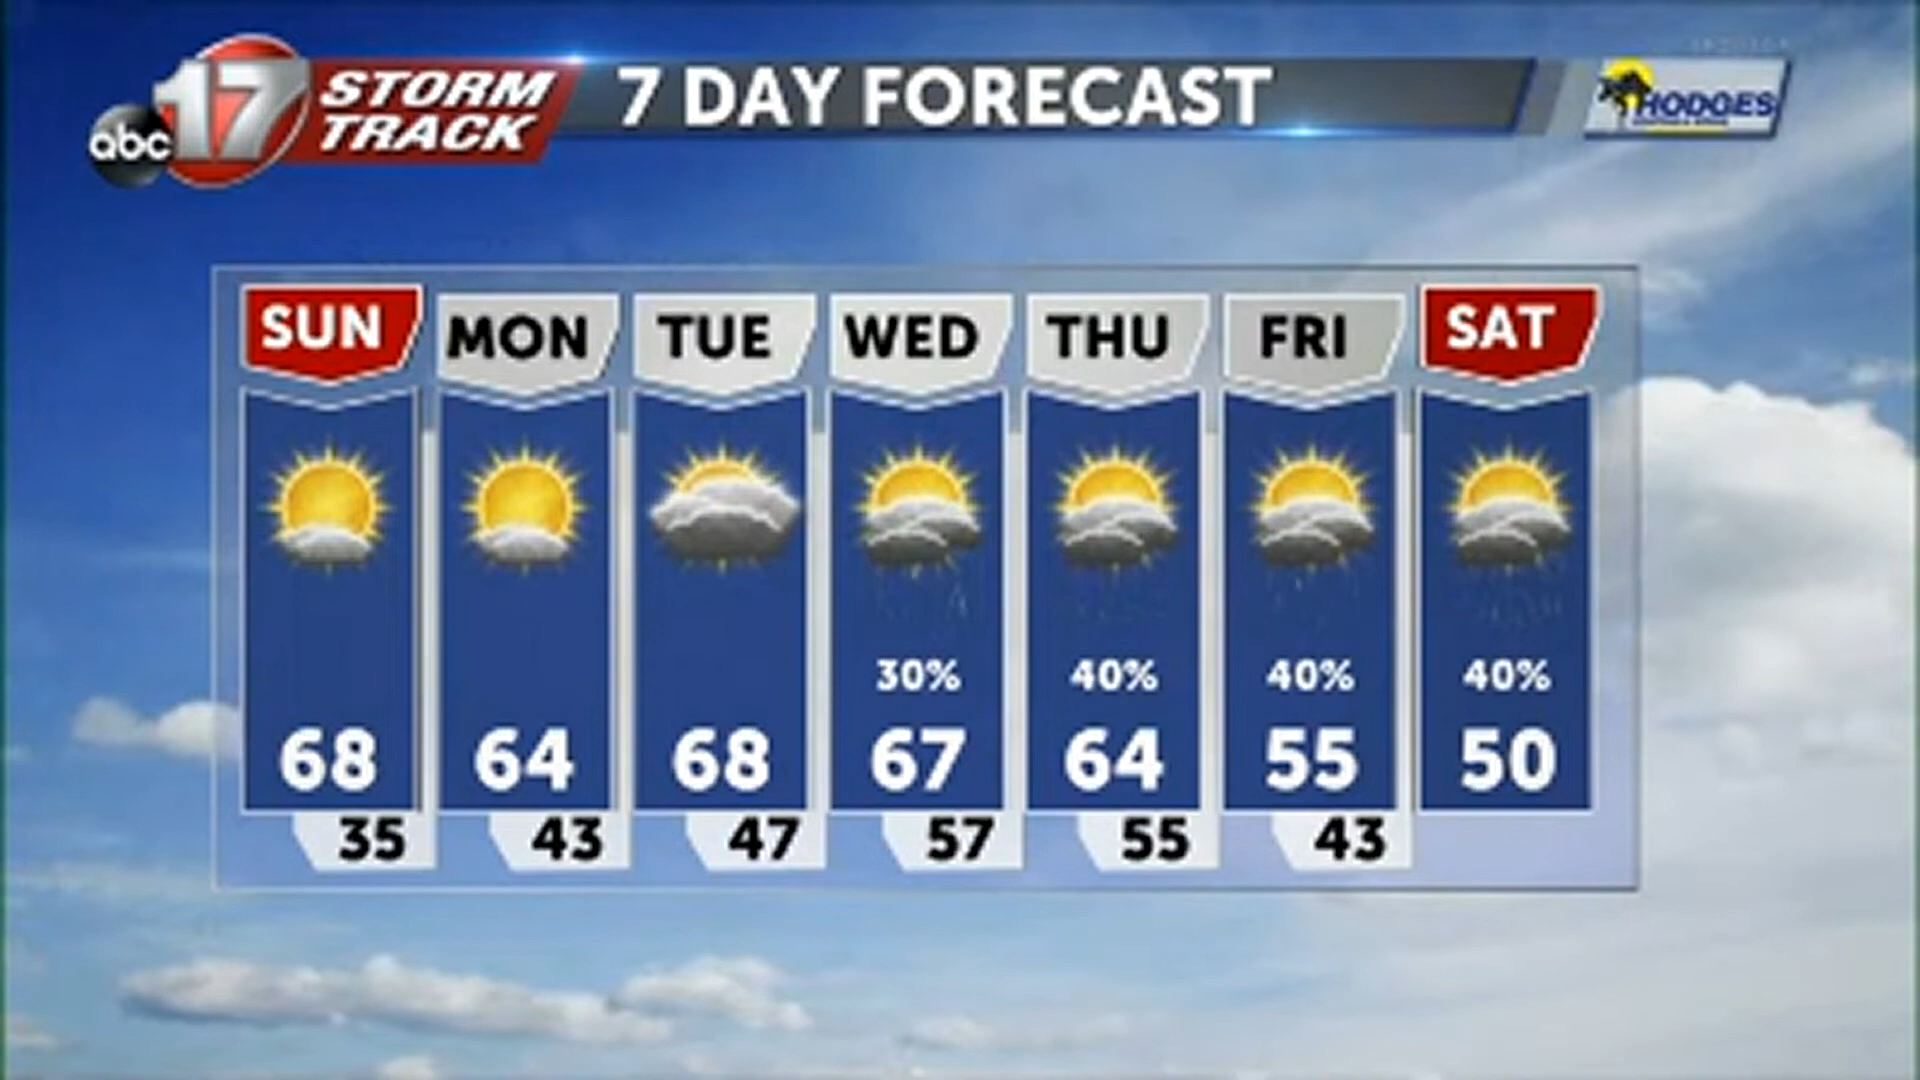 abc 17 STORM TRACK
7 DAY FORECAST
HODGES
SUN MON TUE WED THU FRI SAT
30% 40% 40% 40%
68 64 68 67 64 55 50
35 43 47 57 55 43